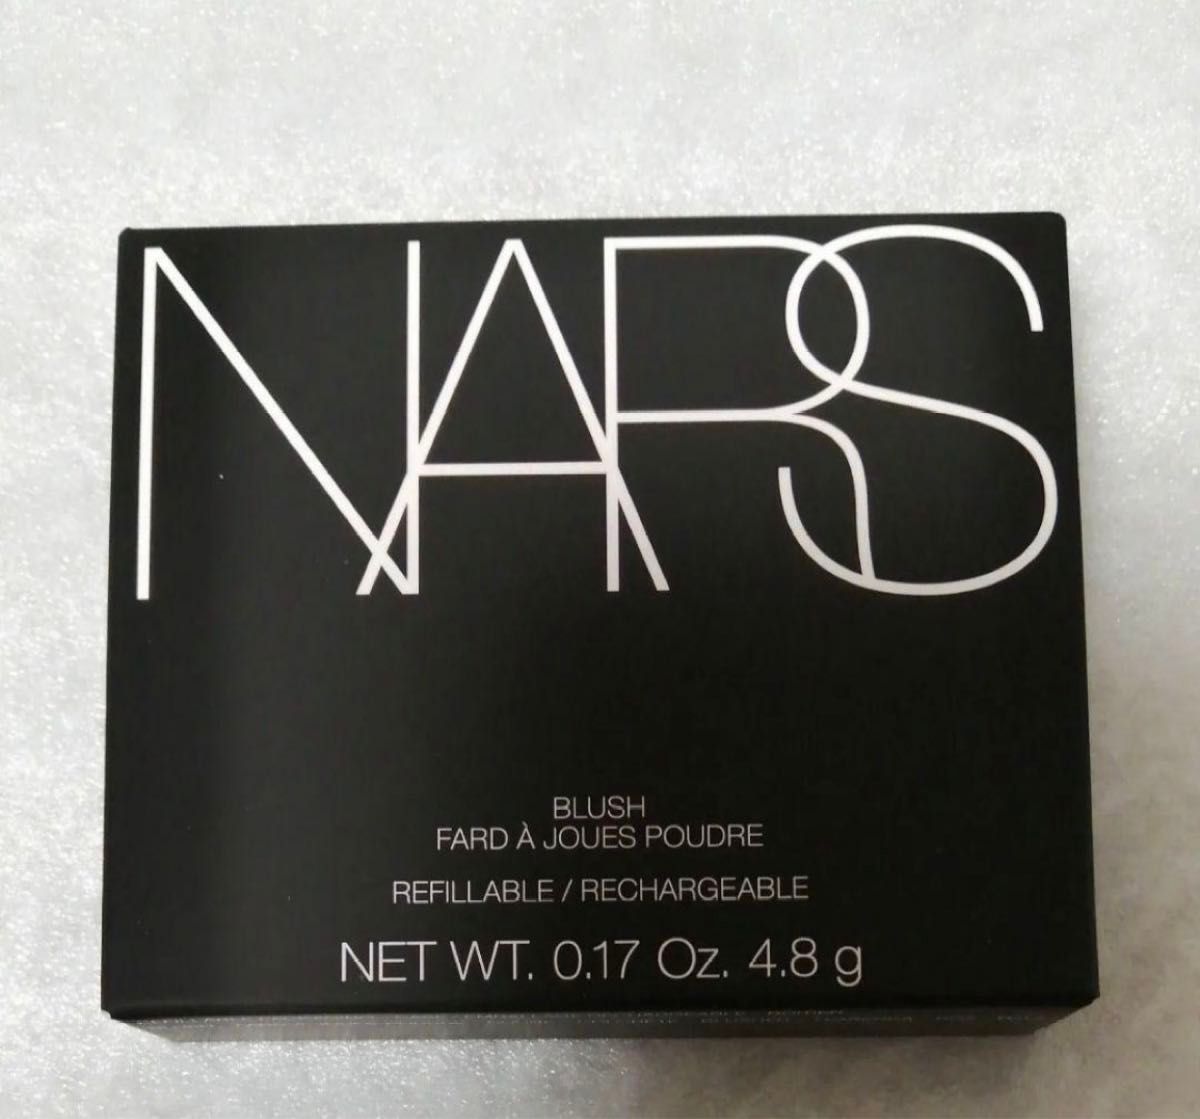 NARS
BLUSH
FARD À JOUES POUDRE
REFILLABLE / RECHARGEABLE
NET WT. 0.17 Oz. 4.8 g